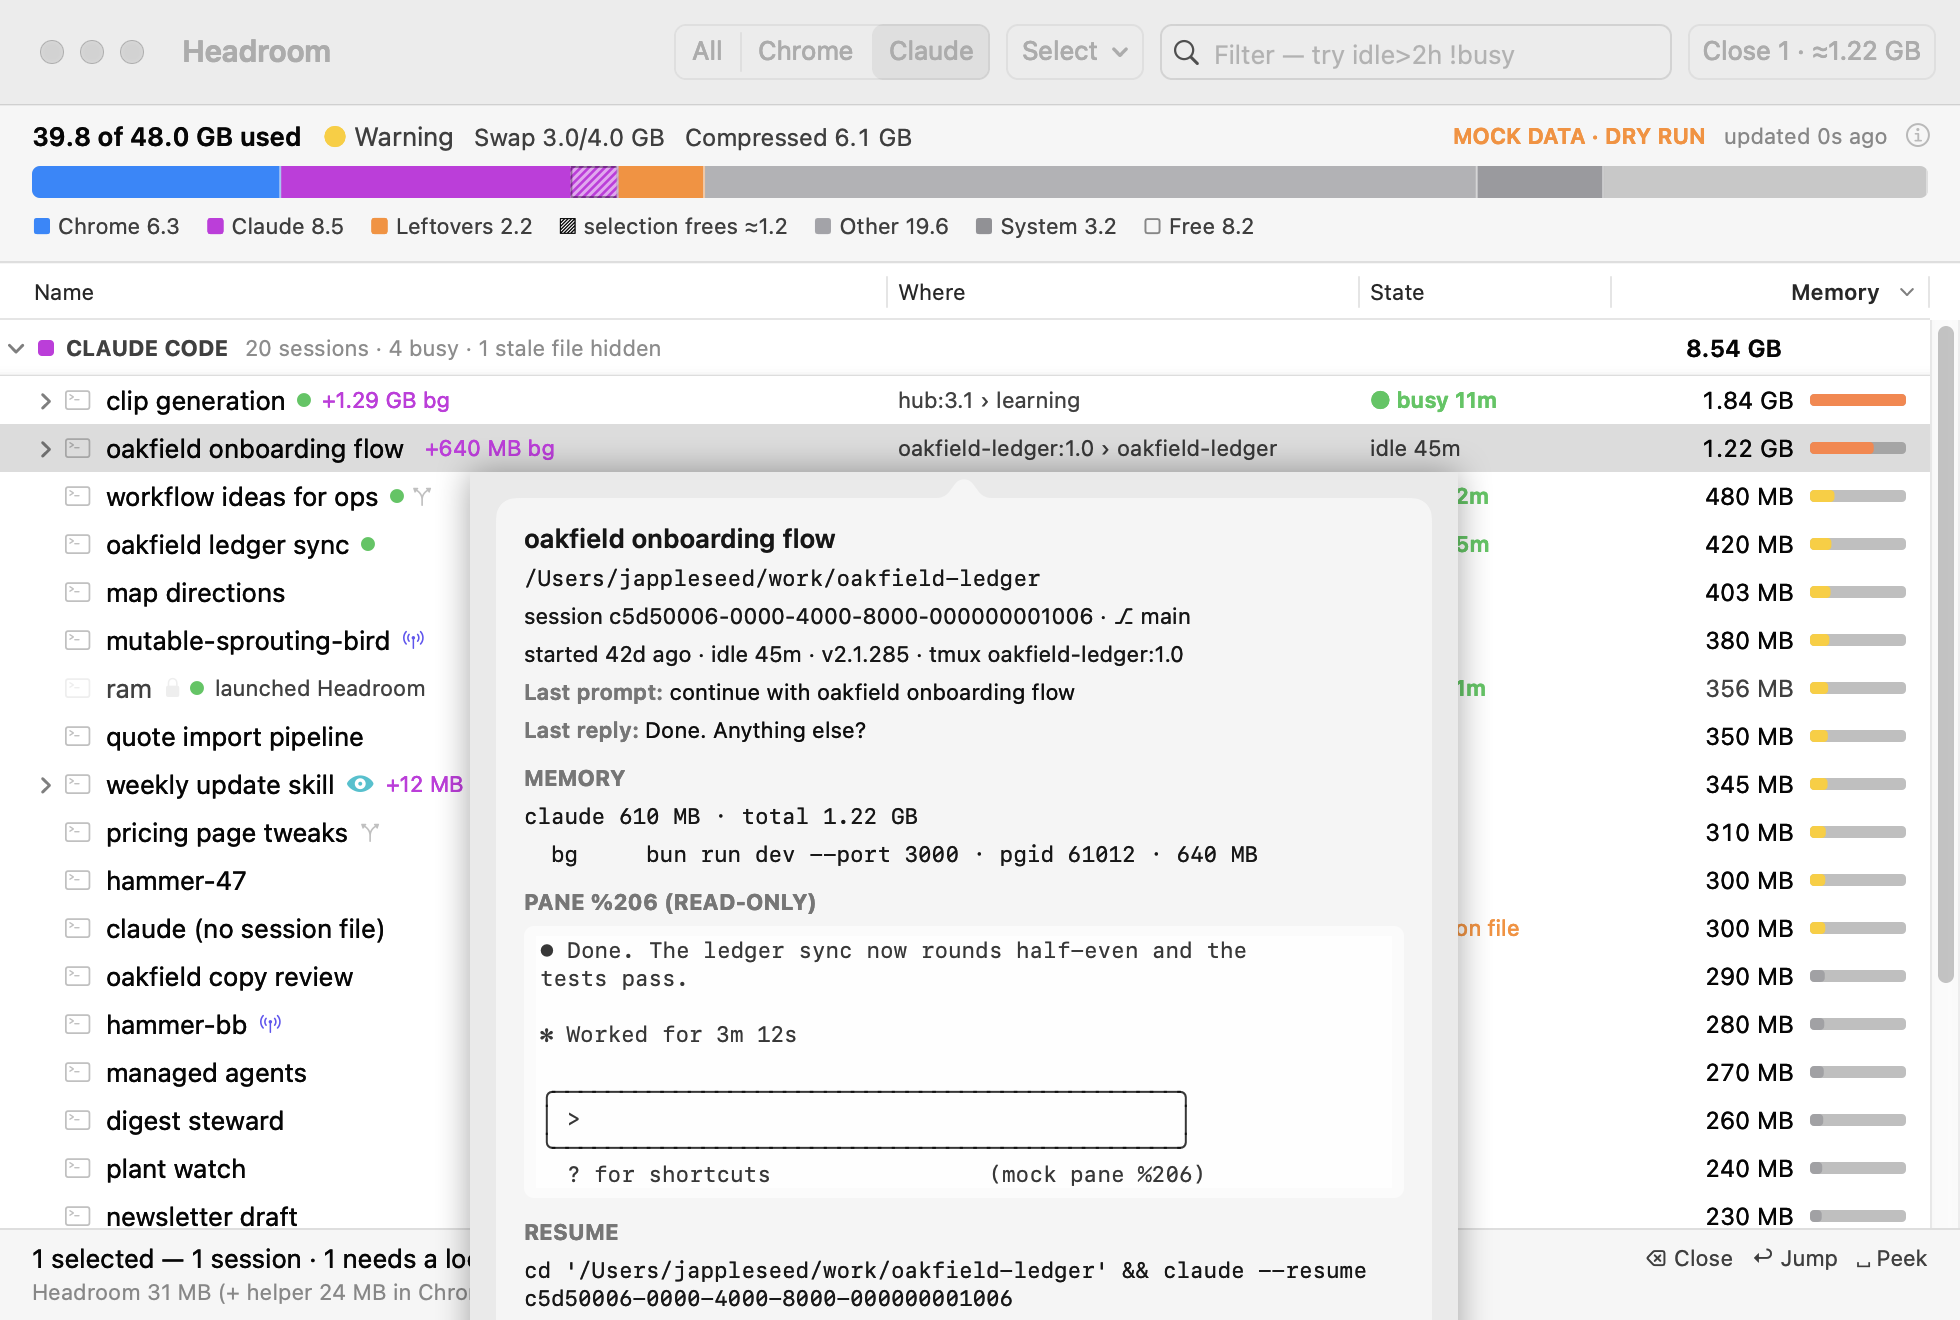 Headroom
All
Chrome
Claude
Select
Filter — try idle>2h !busy
Close 1 · ≈1.22 GB
39.8 of 48.0 GB used
Warning
Swap 3.0/4.0 GB
Compressed 6.1 GB
MOCK DATA · DRY RUN
updated 0s ago
Chrome 6.3
Claude 8.5
Leftovers 2.2
selection frees ≈1.2
Other 19.6
System 3.2
Free 8.2
Name
Where
State
Memory
CLAUDE CODE 20 sessions · 4 busy · 1 stale file hidden 8.54 GB
clip generation +1.29 GB bg hub:3.1 › learning busy 11m 1.84 GB
oakfield onboarding flow +640 MB bg oakfield-ledger:1.0 › oakfield-ledger idle 45m 1.22 GB
workflow ideas for ops 2m 480 MB
oakfield ledger sync 5m 420 MB
map directions 403 MB
mutable-sprouting-bird 380 MB
ram launched Headroom 1m 356 MB
quote import pipeline 350 MB
weekly update skill +12 MB 345 MB
pricing page tweaks 310 MB
hammer-47 300 MB
claude (no session file) on file 300 MB
oakfield copy review 290 MB
hammer-bb 280 MB
managed agents 270 MB
digest steward 260 MB
plant watch 240 MB
newsletter draft 230 MB
oakfield onboarding flow
/Users/jappleseed/work/oakfield-ledger
session c5d50006-0000-4000-8000-000000001006 · ⌥ main
started 42d ago · idle 45m · v2.1.285 · tmux oakfield-ledger:1.0
Last prompt: continue with oakfield onboarding flow
Last reply: Done. Anything else?
MEMORY
claude 610 MB · total 1.22 GB
bg bun run dev --port 3000 · pgid 61012 · 640 MB
PANE %206 (READ-ONLY)
● Done. The ledger sync now rounds half-even and the
tests pass.
✻ Worked for 3m 12s
>
? for shortcuts (mock pane %206)
RESUME
cd '/Users/jappleseed/work/oakfield-ledger' && claude --resume
c5d50006-0000-4000-8000-000000001006
1 selected — 1 session · 1 needs a
Headroom 31 MB (+ helper 24 MB in
⌫ Close ↩ Jump ⎵ Peek